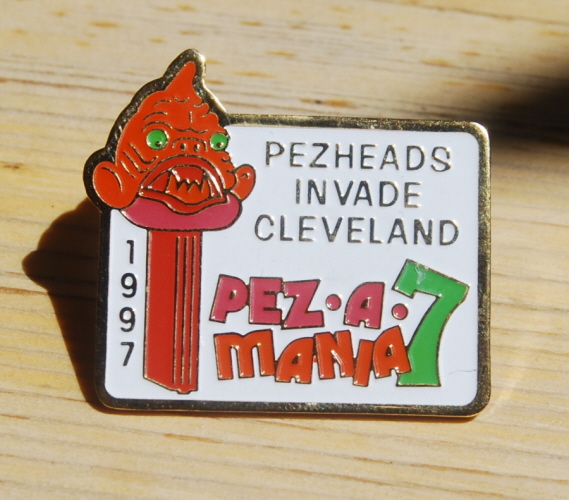 PEZHEADS
INVADE
CLEVELAND
1997
PEZ·A·7
MANIA